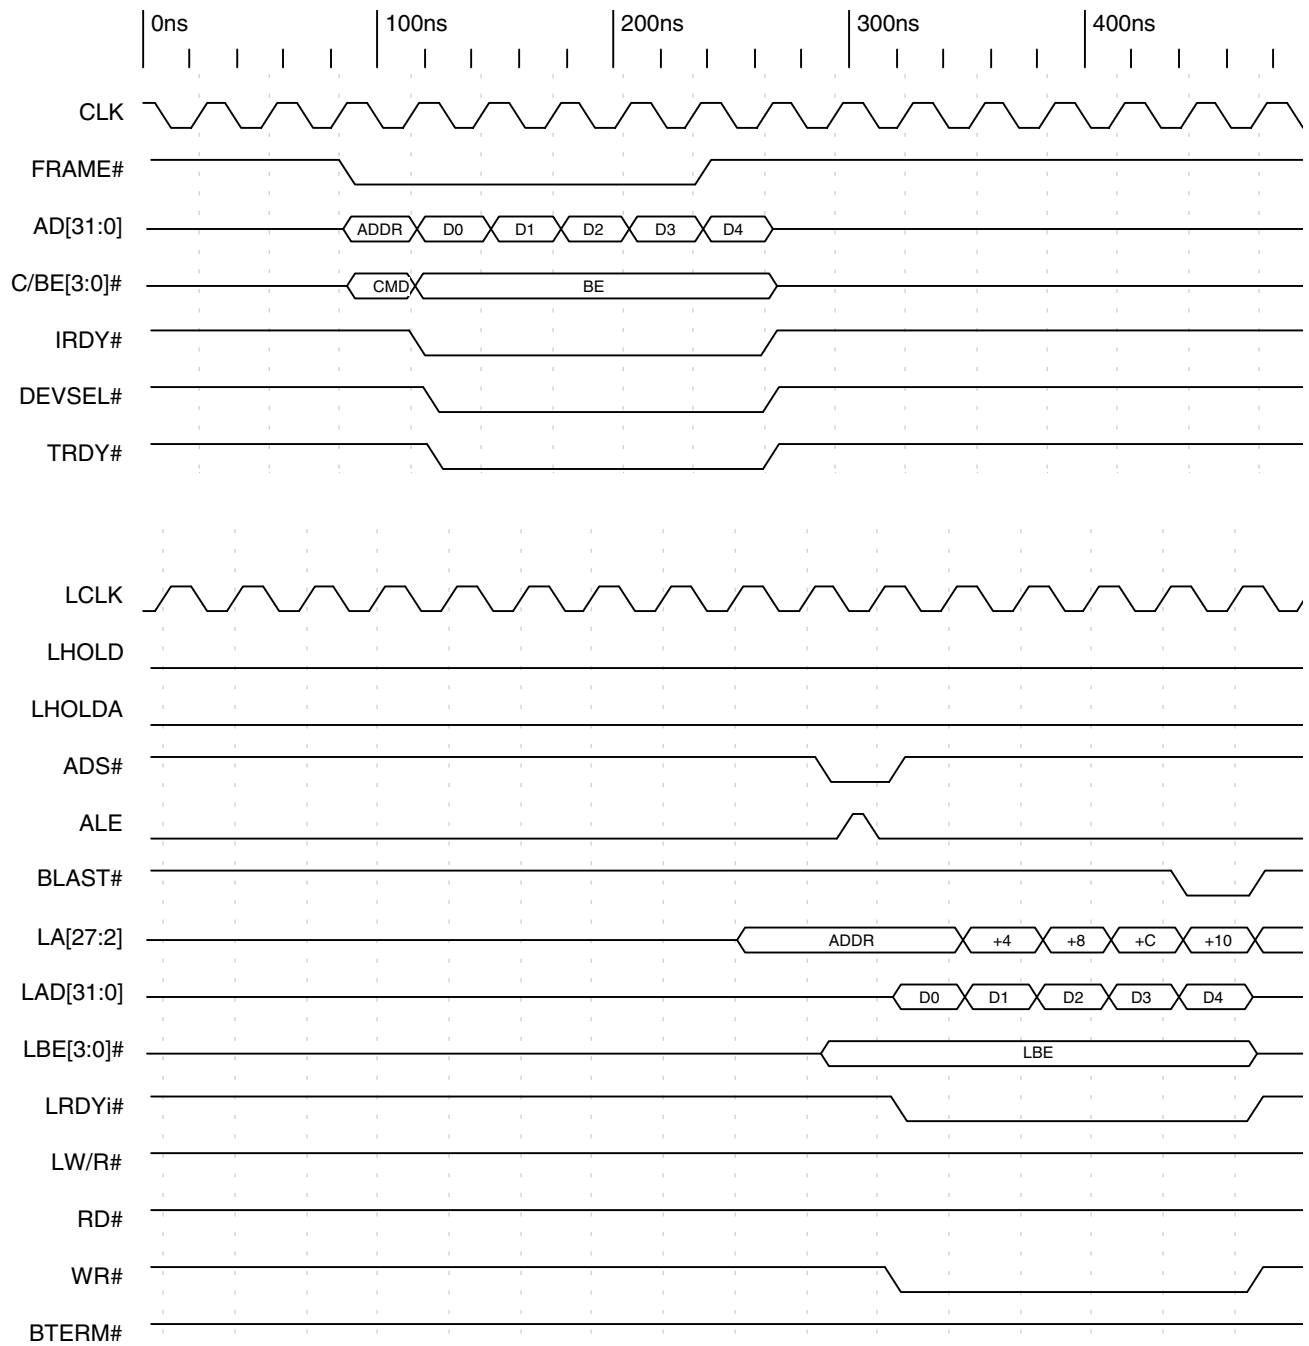 0ns 100ns 200ns 300ns 400ns
CLK
FRAME#
AD[31:0] ADDR D0 D1 D2 D3 D4
C/BE[3:0]# CMD BE
IRDY#
DEVSEL#
TRDY#
LCLK
LHOLD
LHOLDA
ADS#
ALE
BLAST#
LA[27:2] ADDR +4 +8 +C +10
LAD[31:0] D0 D1 D2 D3 D4
LBE[3:0]# LBE
LRDYi#
LW/R#
RD#
WR#
BTERM#